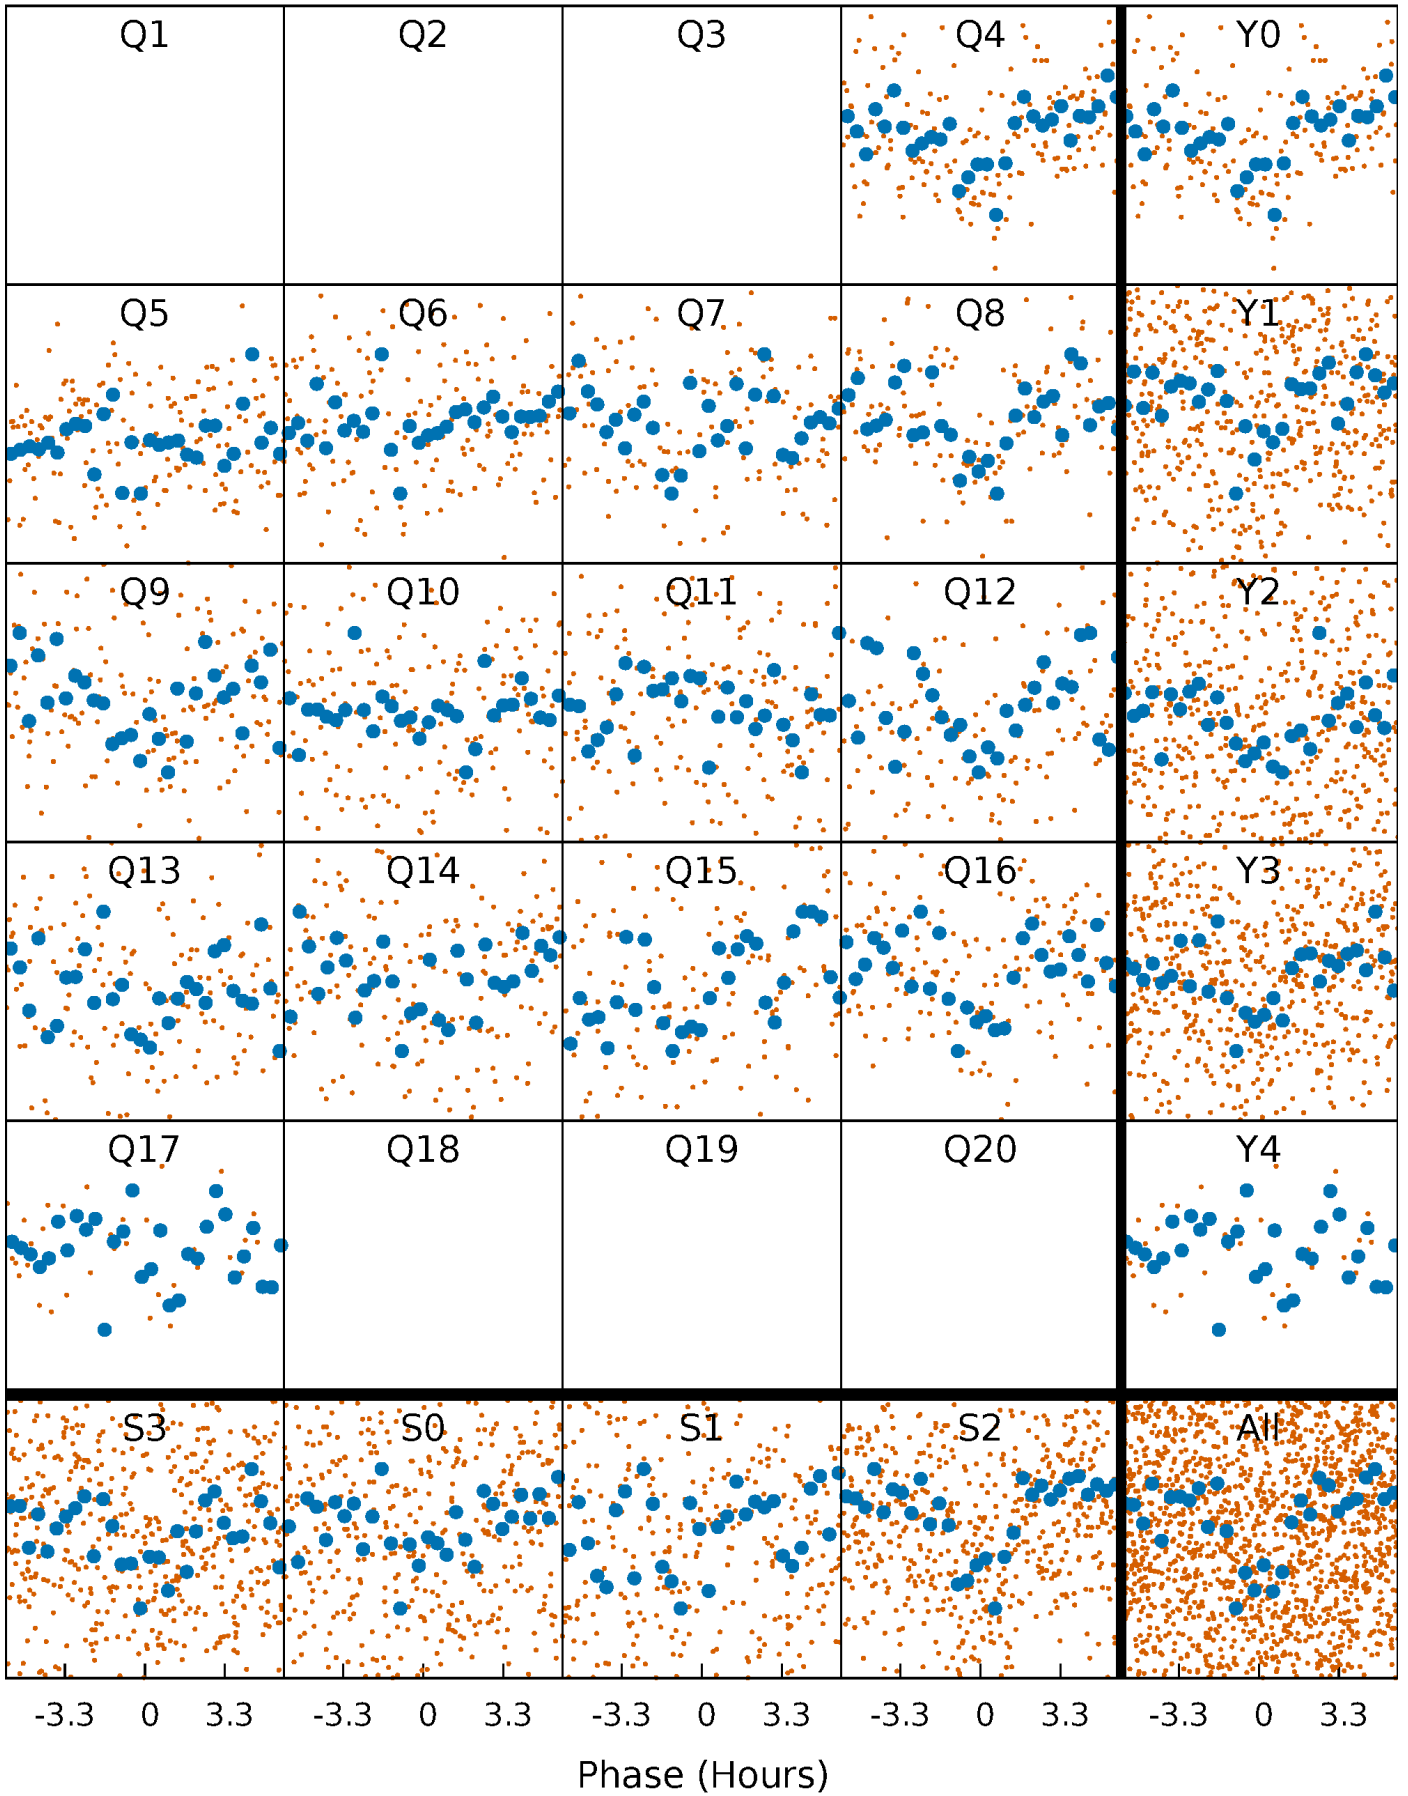 Q1 Q2 Q3 Q4 Y0
Q5 Q6 Q7 Q8 Y1
Q9 Q10 Q11 Q12 Y2
Q13 Q14 Q15 Q16 Y3
Q17 Q18 Q19 Q20 Y4
S3 S0 S1 S2 All
-3.3 0 3.3 -3.3 0 3.3 -3.3 0 3.3 -3.3 0 3.3 -3.3 0 3.3
Phase (Hours)